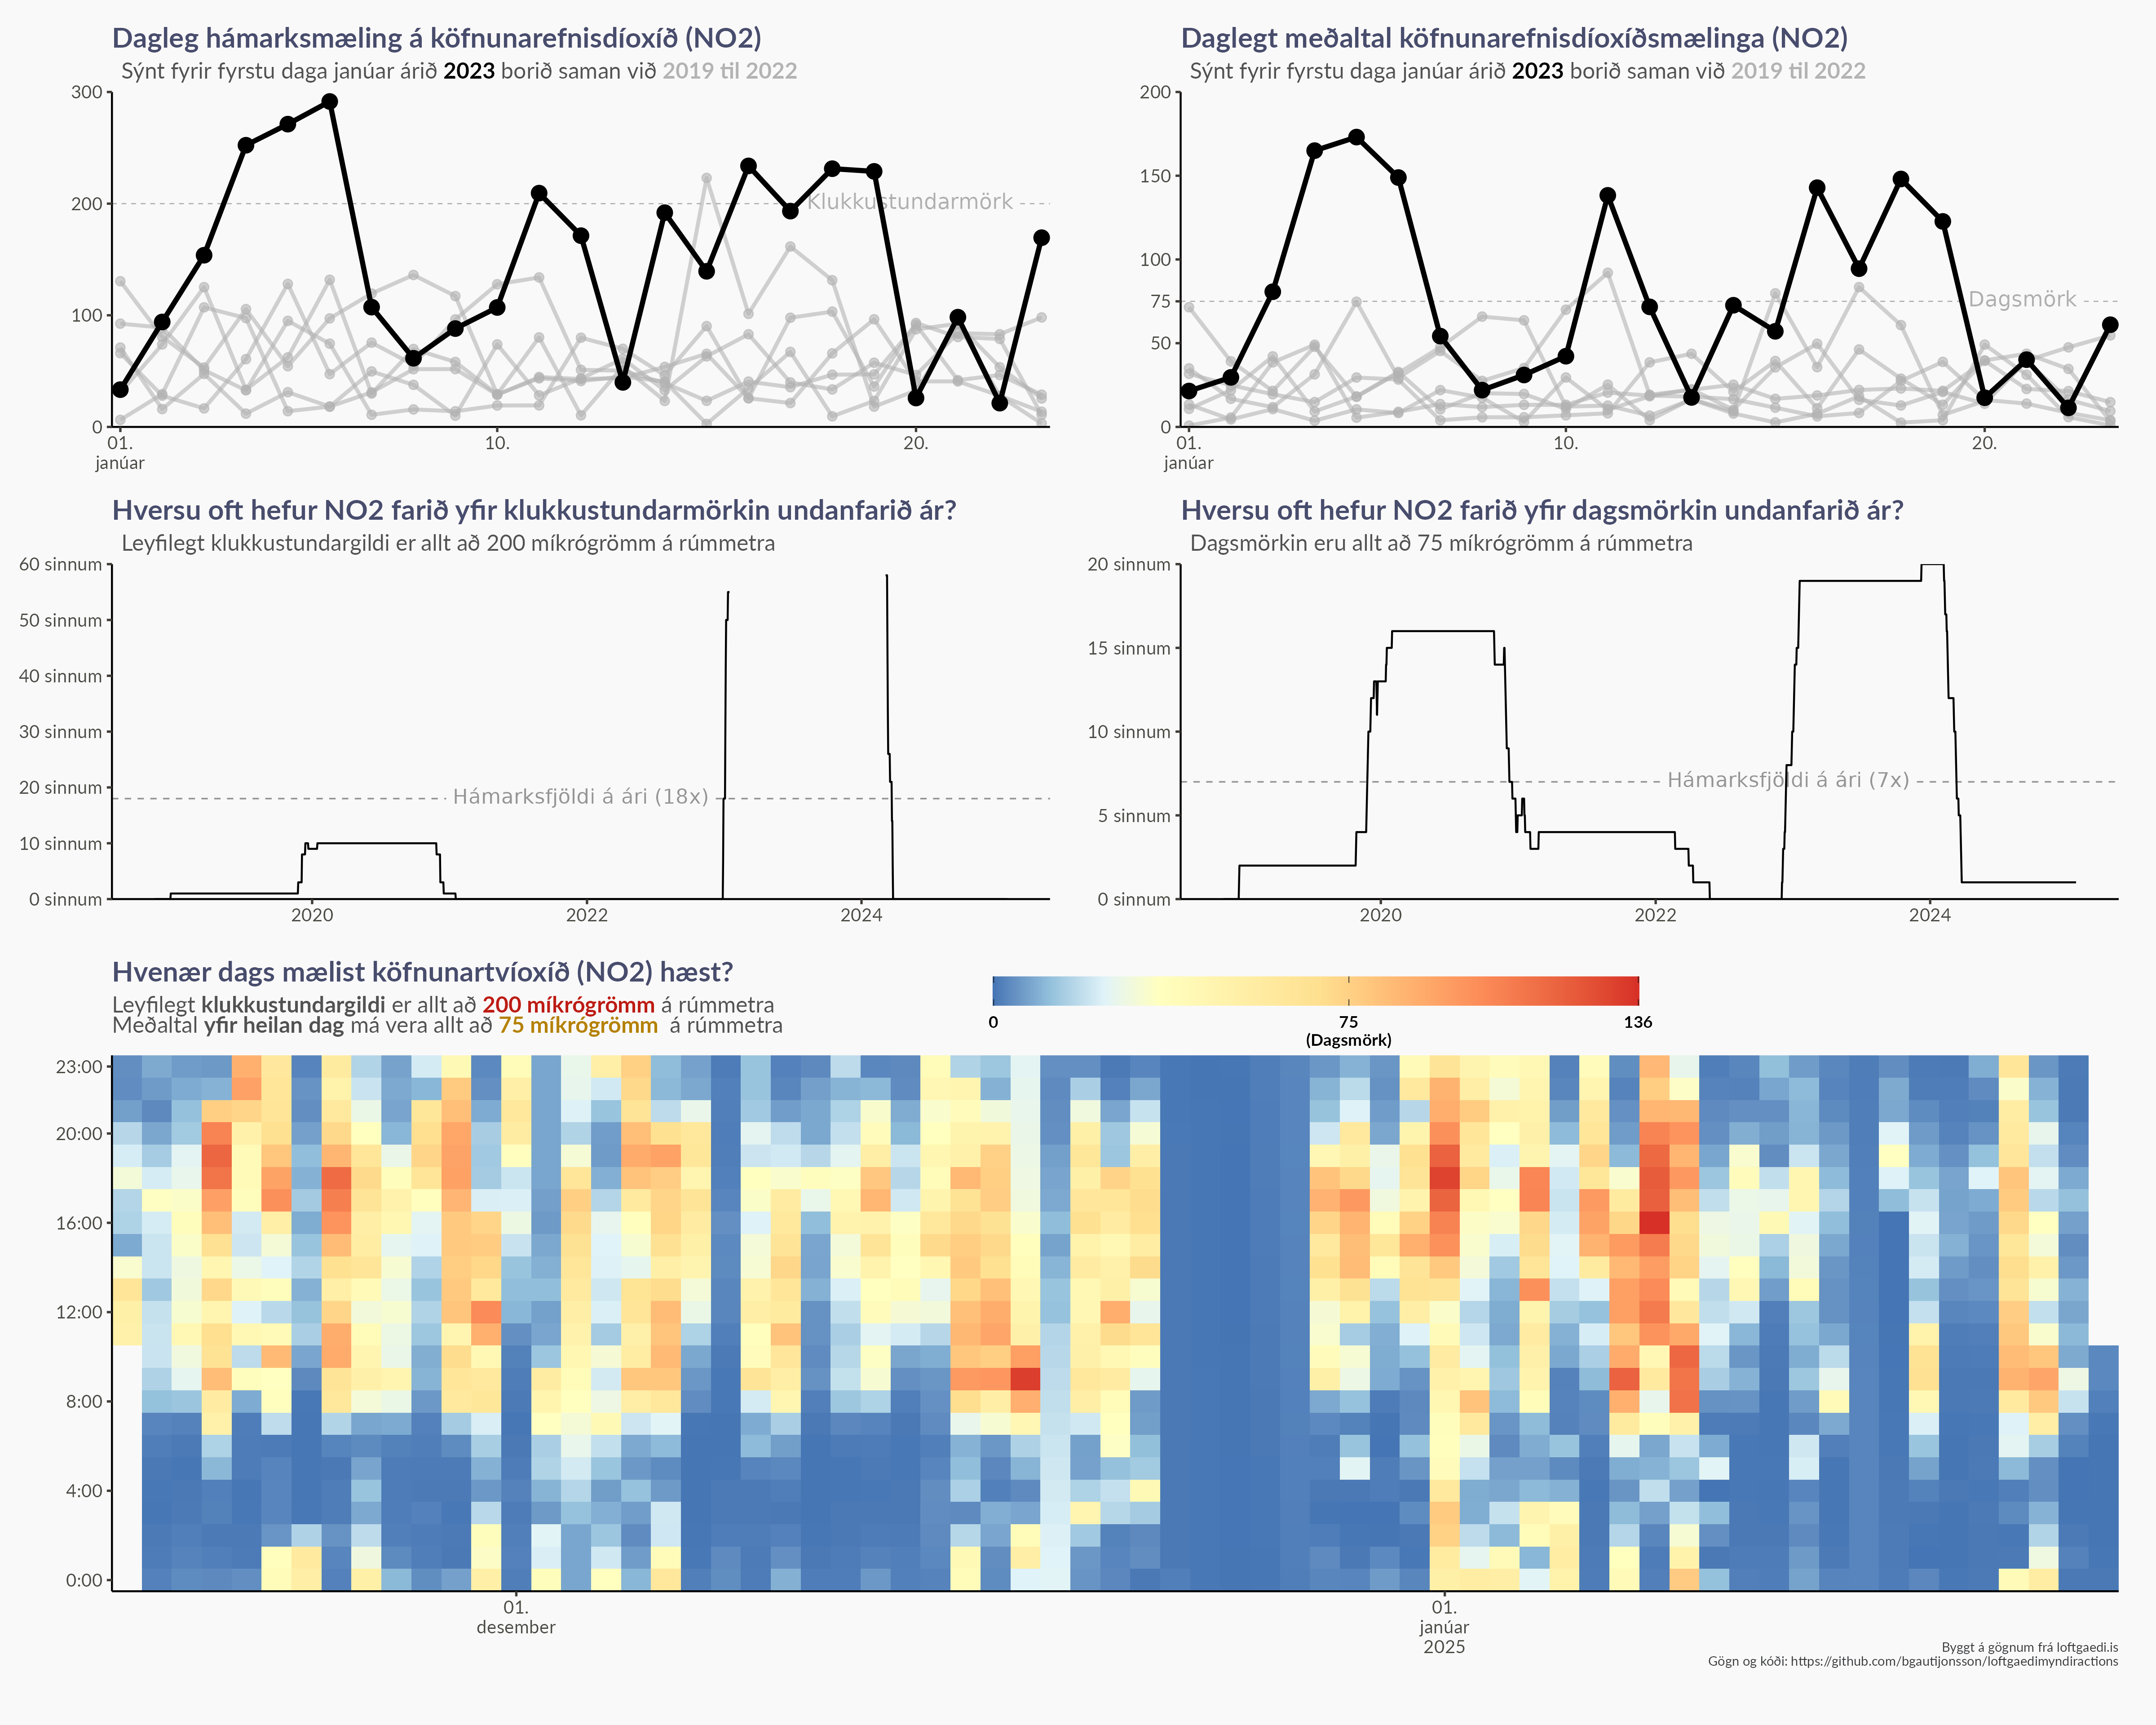 Dagleg hámarksmæling á köfnunarefnisdíoxíð (NO2)
Sýnt fyrir fyrstu daga janúar árið 2023 borið saman við 2019 til 2022
300
200
100
0
Klukkustundarmörk
01.
janúar
10.
20.
Daglegt meðaltal köfnunarefnisdíoxíðsmælinga (NO2)
Sýnt fyrir fyrstu daga janúar árið 2023 borið saman við 2019 til 2022
200
150
100
75
50
0
Dagsmörk
01.
janúar
10.
20.
Hversu oft hefur NO2 farið yfir klukkustundarmörkin undanfarið ár?
Leyfilegt klukkustundargildi er allt að 200 míkrógrömm á rúmmetra
60 sinnum
50 sinnum
40 sinnum
30 sinnum
20 sinnum
10 sinnum
0 sinnum
Hámarksfjöldi á ári (18x)
2020
2022
2024
Hversu oft hefur NO2 farið yfir dagsmörkin undanfarið ár?
Dagsmörkin eru allt að 75 míkrógrömm á rúmmetra
20 sinnum
15 sinnum
10 sinnum
5 sinnum
0 sinnum
Hámarksfjöldi á ári (7x)
2020
2022
2024
Hvenær dags mælist köfnunartvíoxíð (NO2) hæst?
Leyfilegt klukkustundargildi er allt að 200 míkrógrömm á rúmmetra
Meðaltal yfir heilan dag má vera allt að 75 míkrógrömm á rúmmetra
0
75
(Dagsmörk)
136
23:00
20:00
16:00
12:00
8:00
4:00
0:00
01.
desember
01.
janúar
2025
Byggt á gögnum frá loftgaedi.is
Gögn og kóði: https://github.com/bgautijonsson/loftgaedimyndiractions